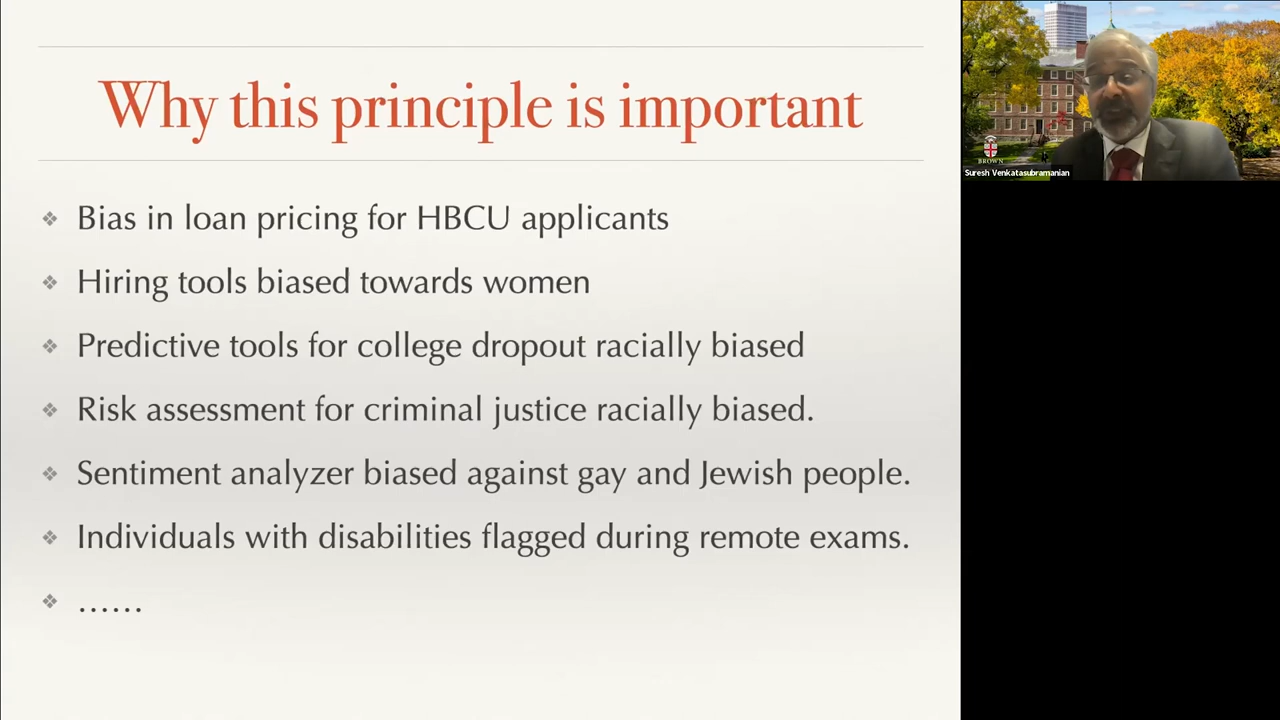 Why this principle is important
Bias in loan pricing for HBCU applicants
Hiring tools biased towards women
Predictive tools for college dropout racially biased
Risk assessment for criminal justice racially biased.
Sentiment analyzer biased against gay and Jewish people.
Individuals with disabilities flagged during remote exams.
......
BROWN
Suresh Venkatasubramanian